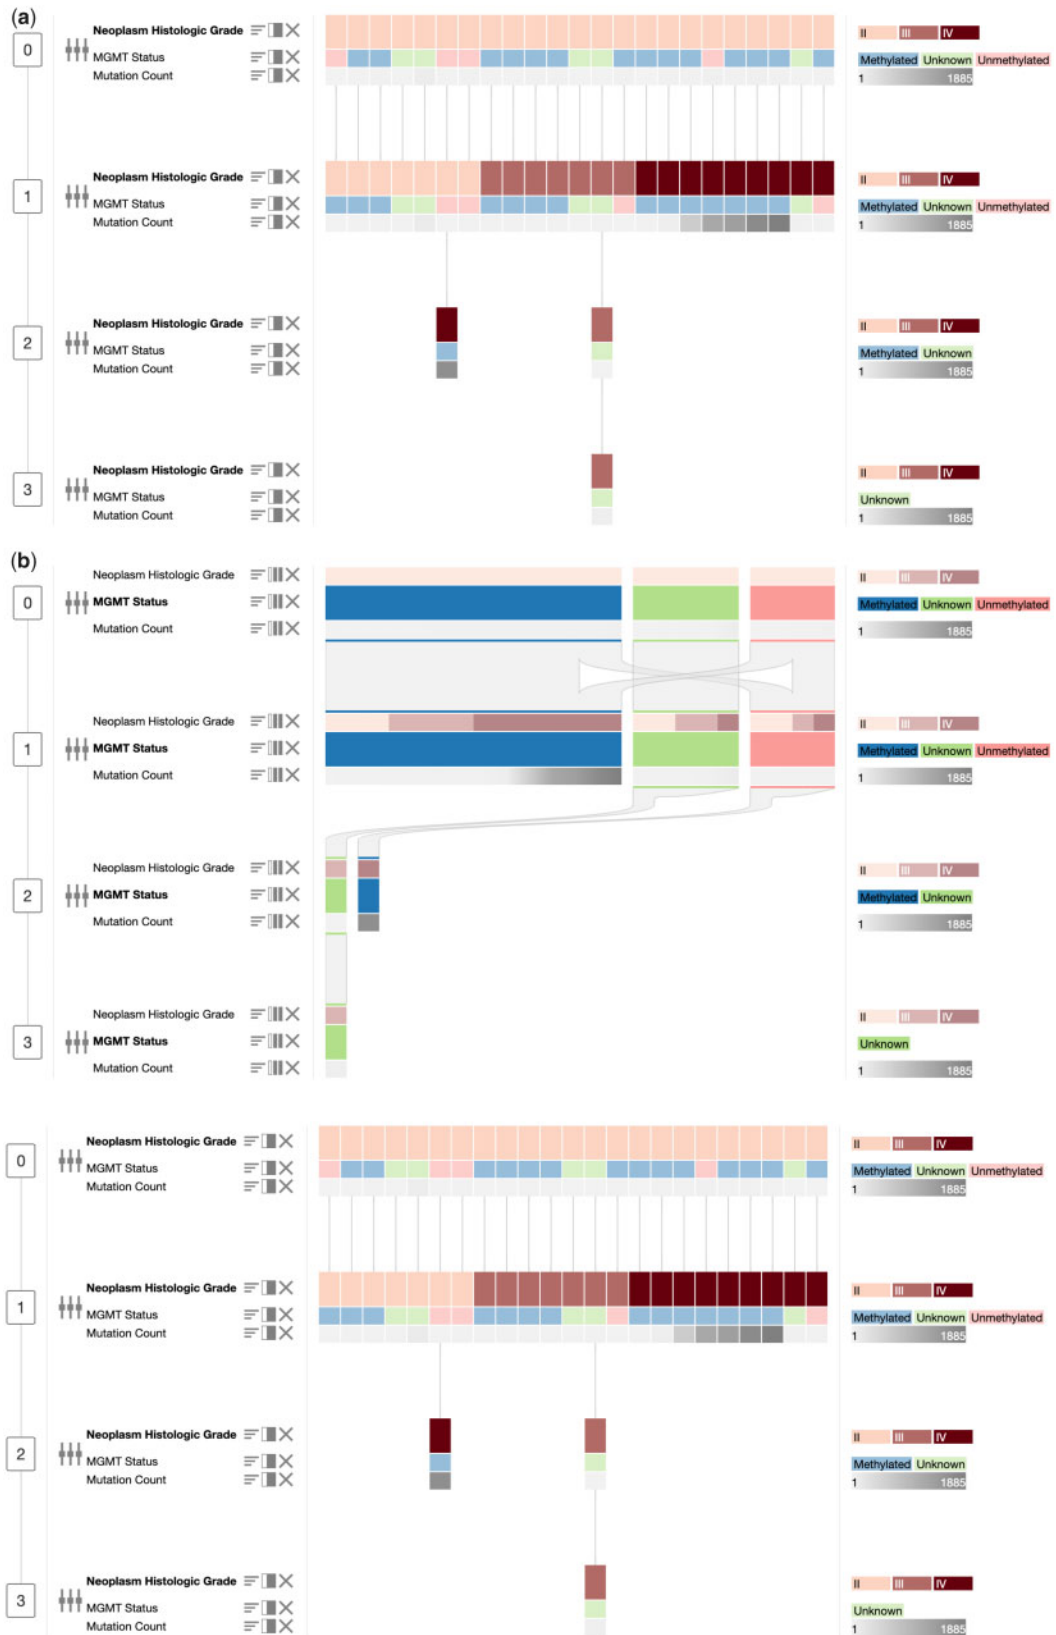 (a)
0
Neoplasm Histologic Grade
II III IV
MGMT Status
Methylated Unknown Unmethylated
Mutation Count
1 1885
1
Neoplasm Histologic Grade
II III IV
MGMT Status
Methylated Unknown Unmethylated
Mutation Count
1 1885
2
Neoplasm Histologic Grade
II III IV
MGMT Status
Methylated Unknown
Mutation Count
1 1885
3
Neoplasm Histologic Grade
II III IV
MGMT Status
Unknown
Mutation Count
1 1885
(b)
0
Neoplasm Histologic Grade
II III IV
MGMT Status
Methylated Unknown Unmethylated
Mutation Count
1 1885
1
Neoplasm Histologic Grade
II III IV
MGMT Status
Methylated Unknown Unmethylated
Mutation Count
1 1885
2
Neoplasm Histologic Grade
II III IV
MGMT Status
Methylated Unknown
Mutation Count
1 1885
3
Neoplasm Histologic Grade
II III IV
MGMT Status
Unknown
Mutation Count
1 1885
0
Neoplasm Histologic Grade
II III IV
MGMT Status
Methylated Unknown Unmethylated
Mutation Count
1 1885
1
Neoplasm Histologic Grade
II III IV
MGMT Status
Methylated Unknown Unmethylated
Mutation Count
1 1885
2
Neoplasm Histologic Grade
II III IV
MGMT Status
Methylated Unknown
Mutation Count
1 1885
3
Neoplasm Histologic Grade
II III IV
MGMT Status
Unknown
Mutation Count
1 1885